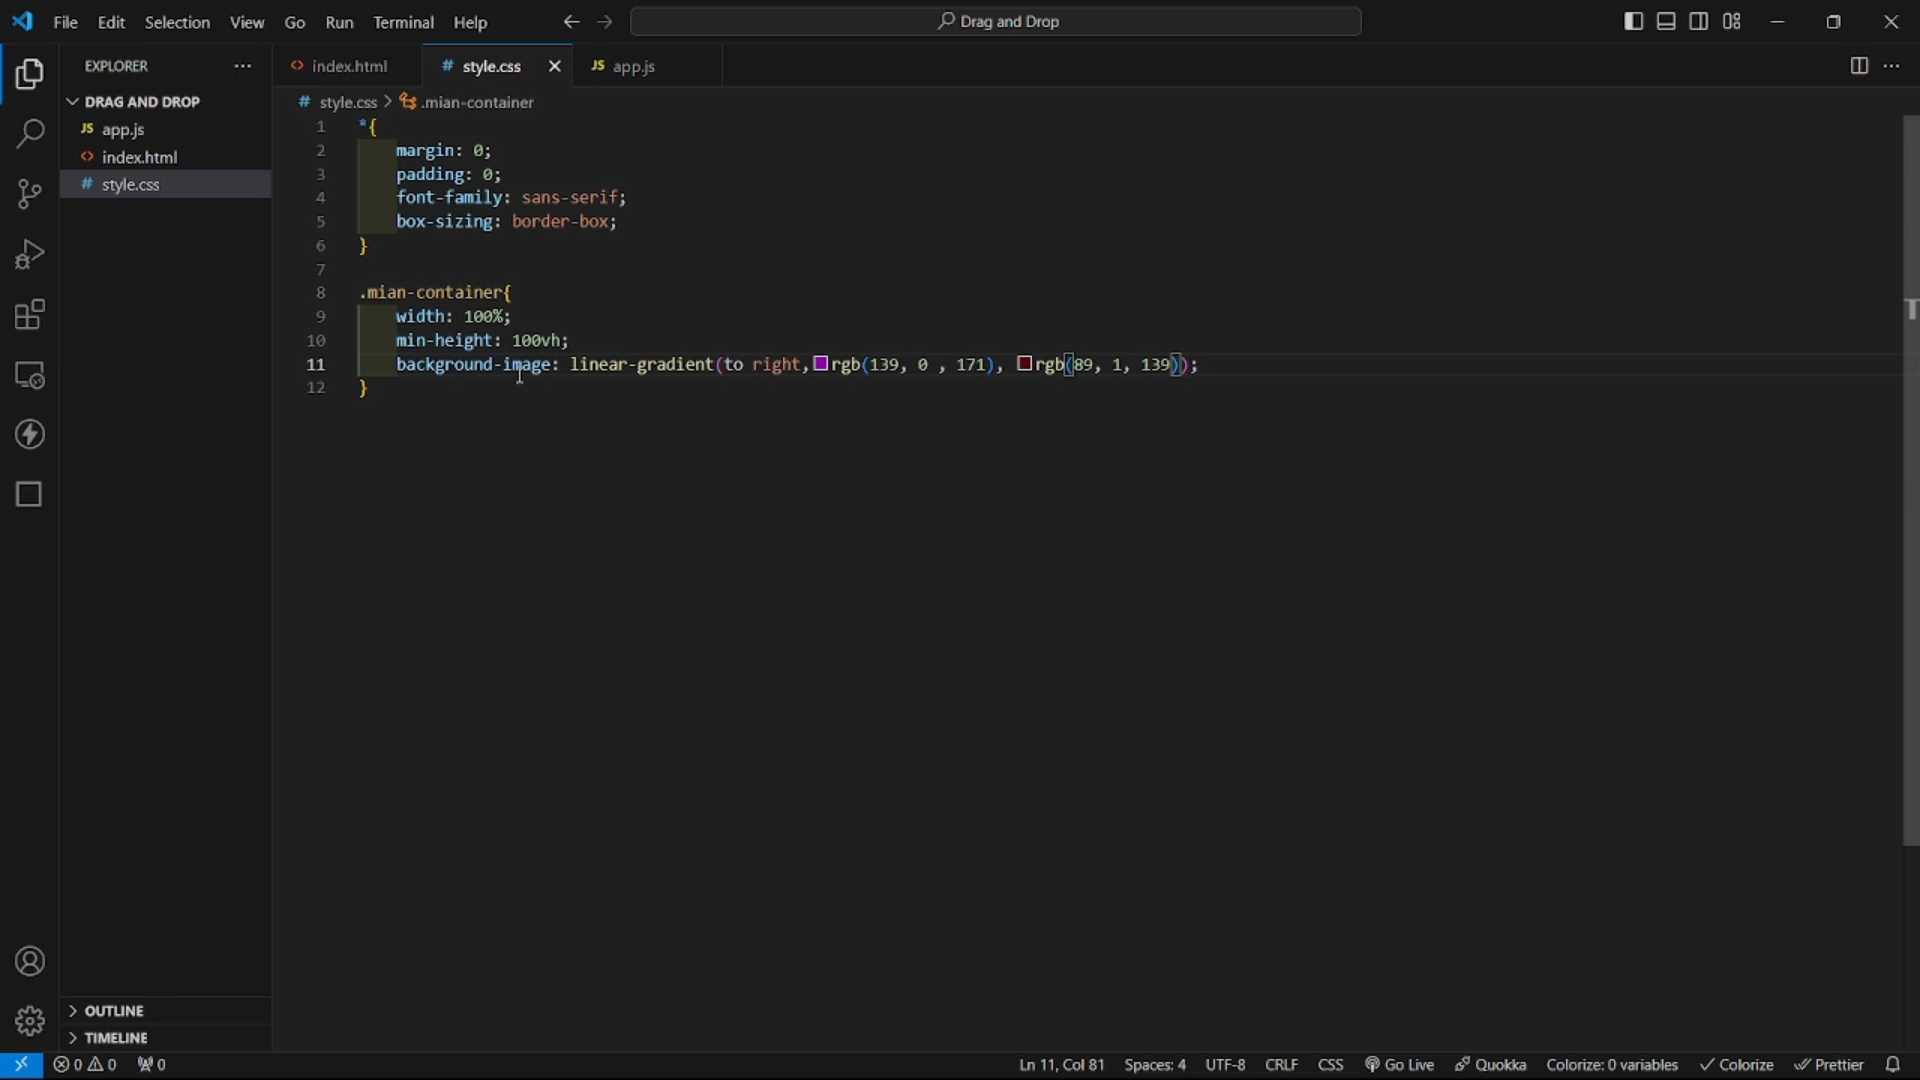 File Edit Selection View Go Run Terminal Help
Drag and Drop
EXPLORER
DRAG AND DROP
JS app.js
<> index.html
# style.css
OUTLINE
TIMELINE
<> index.html # style.css JS app.js
# style.css > .mian-container
1 *{
2 margin: 0;
3 padding: 0;
4 font-family: sans-serif;
5 box-sizing: border-box;
6 }
7
8 .mian-container{
9 width: 100%;
10 min-height: 100vh;
11 background-image: linear-gradient(to right,rgb(139, 0 , 171), rgb(89, 1, 139));
12 }
0 0 0 Ln 11, Col 81 Spaces: 4 UTF-8 CRLF CSS Go Live Quokka Colorize: 0 variables Colorize Prettier